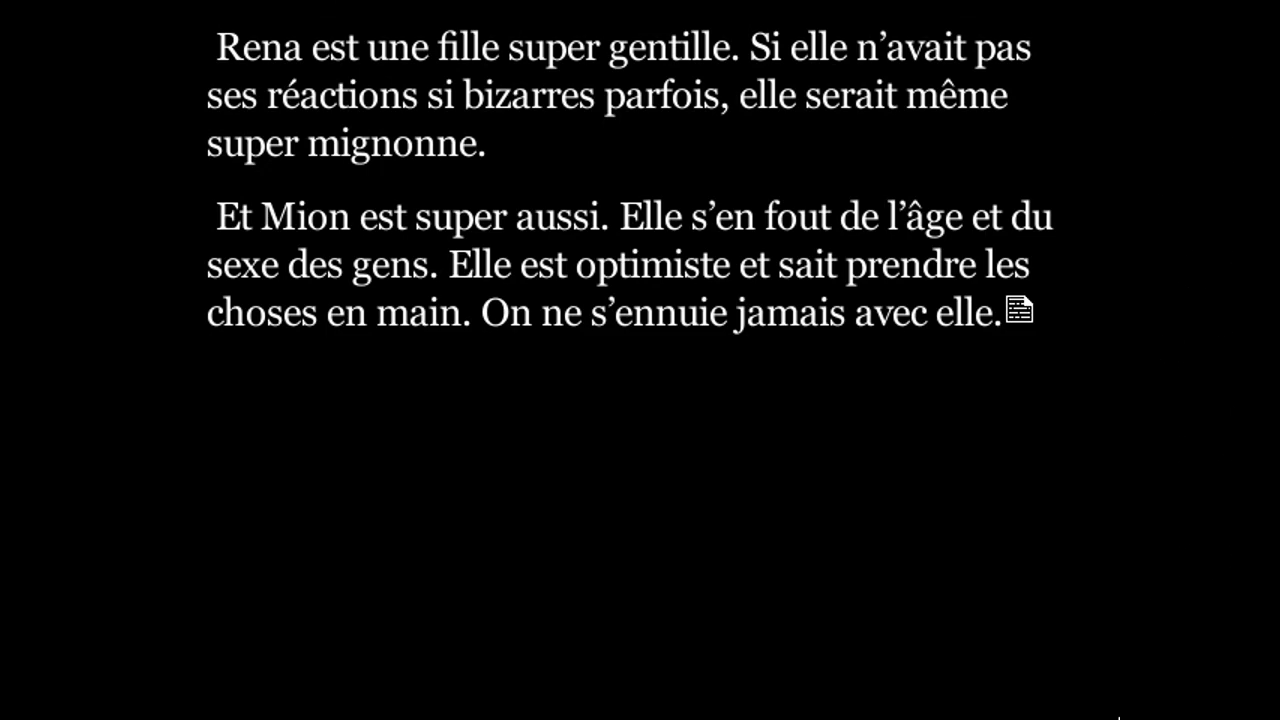 Rena est une fille super gentille. Si elle n’avait pas
ses réactions si bizarres parfois, elle serait même
super mignonne.
Et Mion est super aussi. Elle s’en fout de l’âge et du
sexe des gens. Elle est optimiste et sait prendre les
choses en main. On ne s’ennuie jamais avec elle.